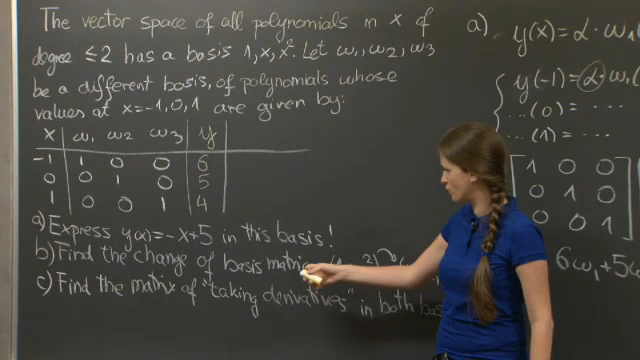 The vector space of all polynomials in x of
degree ≤2 has a basis 1, x, x². Let ω₁, ω₂, ω₃
be a different basis, of polynomials whose
values at x=-1,0,1 are given by:
x ω₁ ω₂ ω₃ y
-1 1 0 0 6
0 0 1 0 5
1 0 0 1 4
a) Express y(x)=-x+5 in this basis!
b) Find the change of basis matrix
c) Find the matrix of "taking derivatives" in both
a) y(x)= α·ω₁(
y(-1)= α·ω₁(
...(0)= ...
...(1)= ...
1 0 0
0 1 0
0 0 1
6ω₁+5ω